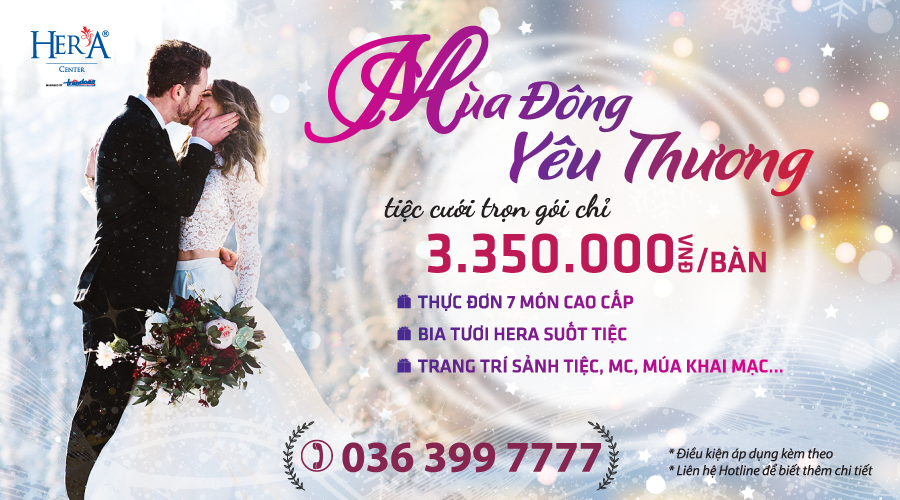 HERA®
CENTER
Mùa Đông
Yêu Thương
tiệc cưới trọn gói chỉ
3.350.000VNĐ/BÀN
THỰC ĐƠN 7 MÓN CAO CẤP
BIA TƯƠI HERA SUỐT TIỆC
TRANG TRÍ SẢNH TIỆC, MC, MÚA KHAI MẠC...
036 399 7777
* Điều kiện áp dụng kèm theo
* Liên hệ Hotline để biết thêm chi tiết